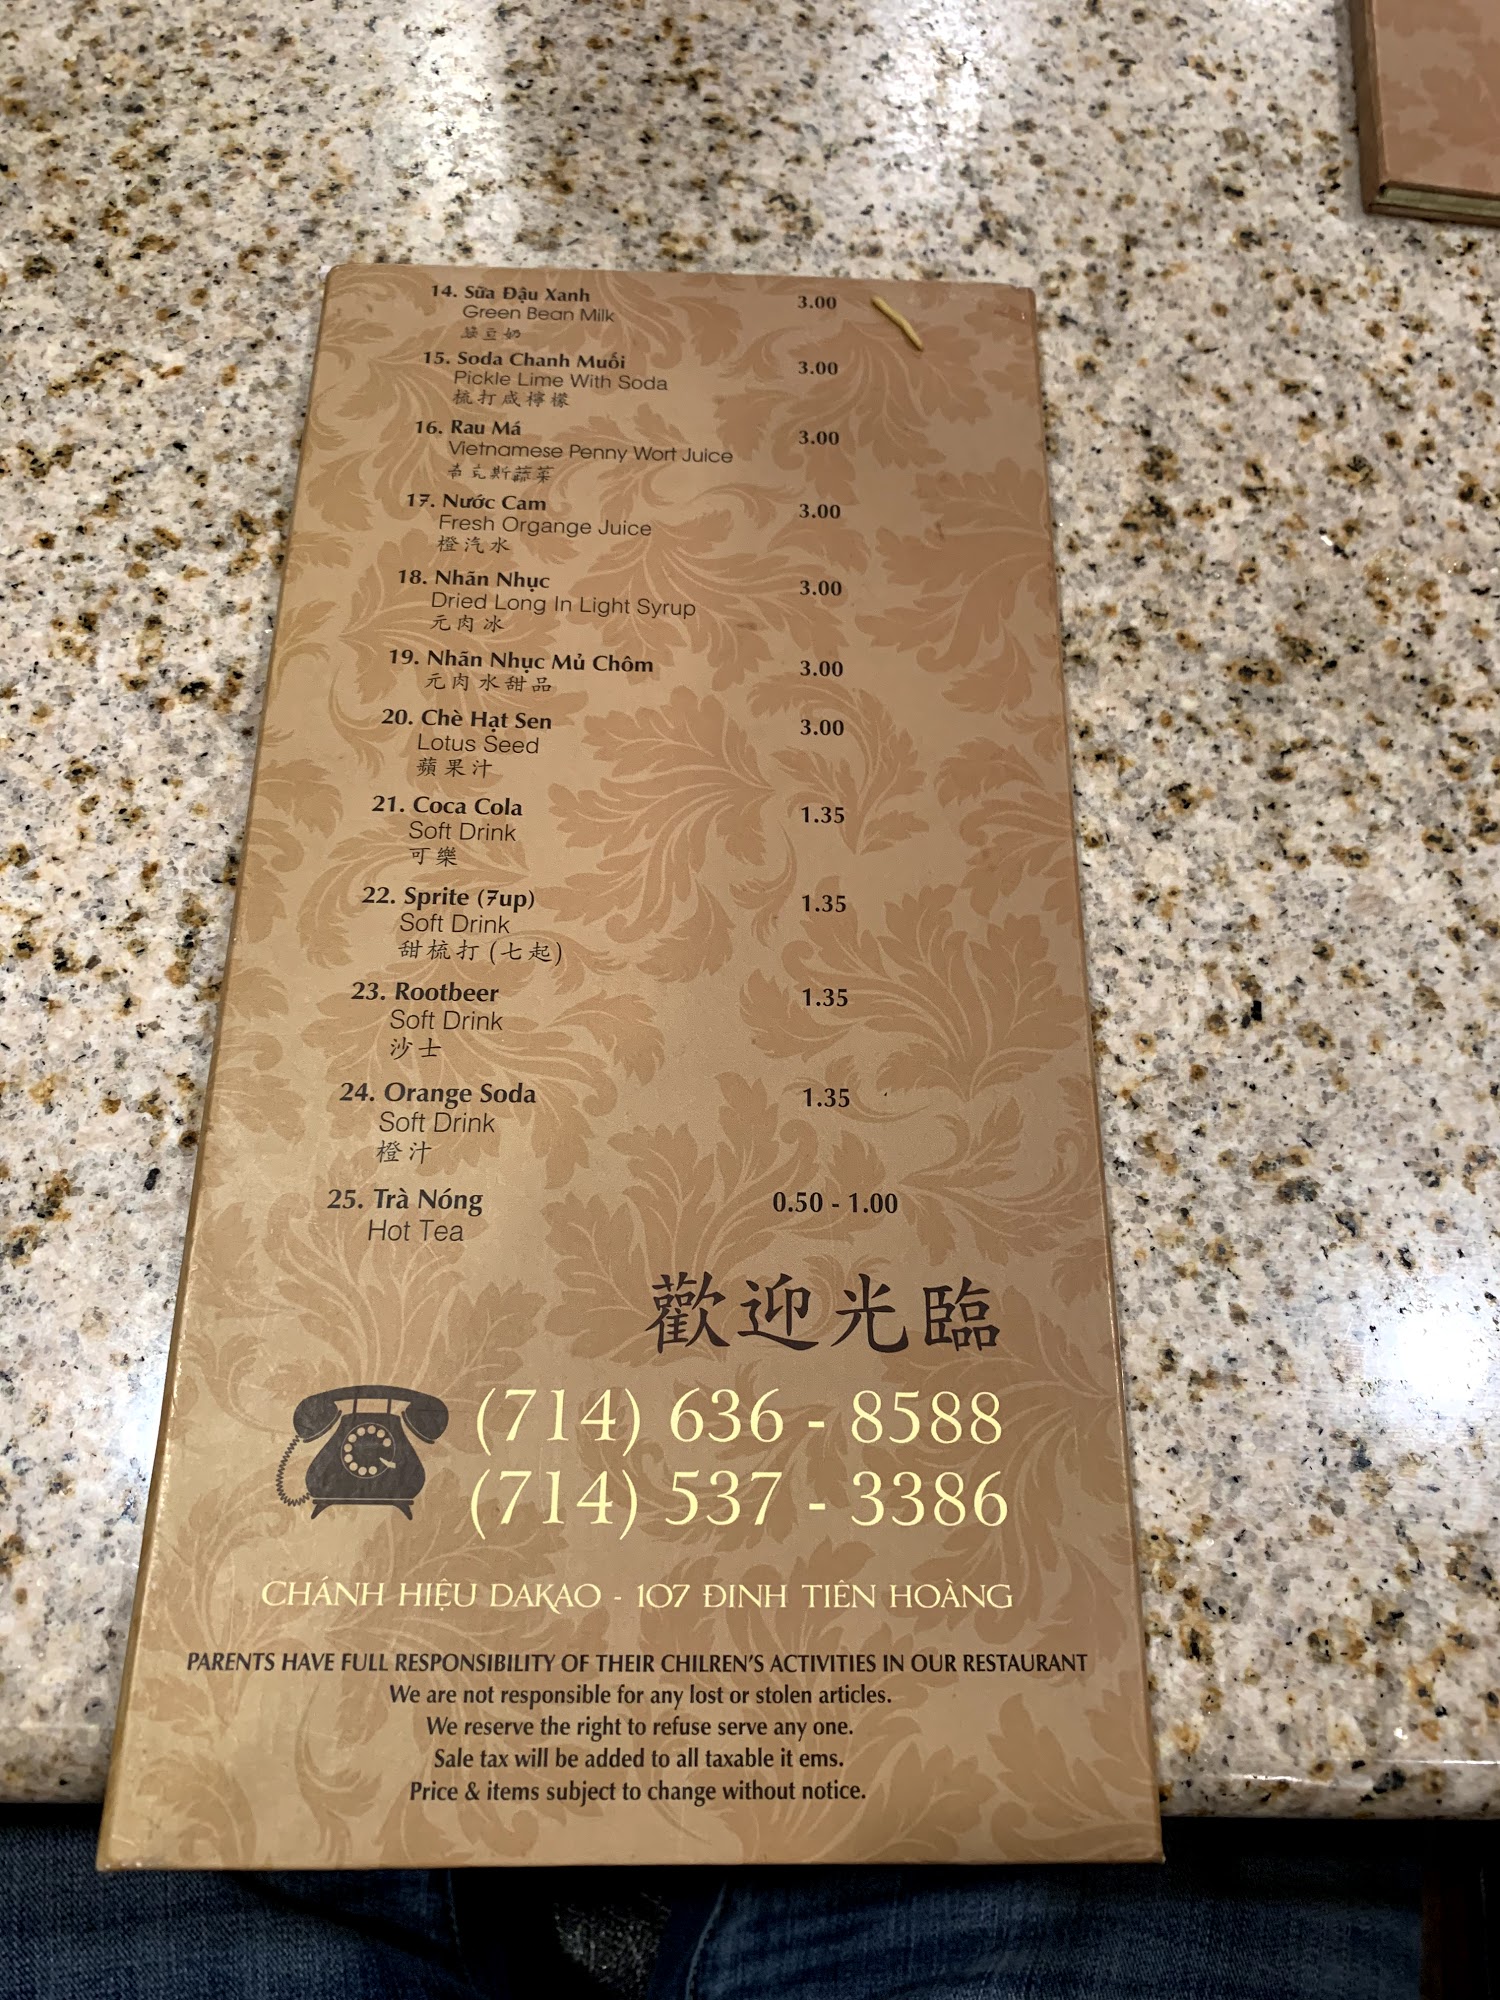 14. Sữa Đậu Xanh 3.00
Green Bean Milk
豆奶
15. Soda Chanh Muối 3.00
Pickle Lime With Soda
梳打咸檸檬
16. Rau Má 3.00
Vietnamese Penny Wort Juice
斯蔬菜
17. Nước Cam 3.00
Fresh Organge Juice
橙汽水
18. Nhãn Nhục 3.00
Dried Long In Light Syrup
元肉冰
19. Nhãn Nhục Mủ Chôm 3.00
元肉水甜品
20. Chè Hạt Sen 3.00
Lotus Seed
蘋果汁
21. Coca Cola 1.35
Soft Drink
可樂
22. Sprite (7up) 1.35
Soft Drink
甜梳打(七起)
23. Rootbeer 1.35
Soft Drink
沙士
24. Orange Soda 1.35
Soft Drink
橙汁
25. Trà Nóng 0.50 - 1.00
Hot Tea
歡迎光臨
(714) 636 - 8588
(714) 537 - 3386
CHÁNH HIỆU DAKAO - 107 ĐINH TIÊN HOÀNG
PARENTS HAVE FULL RESPONSIBILITY OF THEIR CHILREN'S ACTIVITIES IN OUR RESTAURANT
We are not responsible for any lost or stolen articles.
We reserve the right to refuse serve any one.
Sale tax will be added to all taxable it ems.
Price & items subject to change without notice.